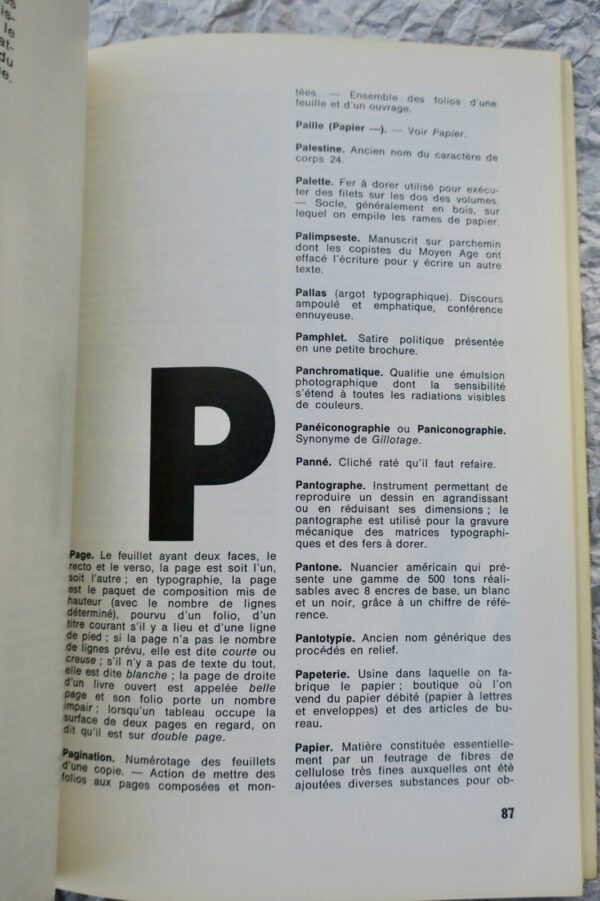 is-
le
at-
du
e.
P
Page. Le feuillet ayant deux faces, le
recto et le verso, la page est soit l'un,
soit l'autre ; en typographie, la page
est le paquet de composition mis de
hauteur (avec le nombre de lignes
déterminé), pourvu d'un folio, d'un
titre courant s'il y a lieu et d'une ligne
de pied ; si la page n'a pas le nombre
de lignes prévu, elle est dite courte ou
creuse ; s'il n'y a pas de texte du tout,
elle est dite blanche ; la page de droite
d'un livre ouvert est appelée belle
page et son folio porte un nombre
impair ; lorsqu'un tableau occupe la
surface de deux pages en regard, on
dit qu'il est sur double page.
Pagination. Numérotage des feuillets
d'une copie. — Action de mettre des
folios aux pages composées et mon-
tées. — Ensemble des folios d'une
feuille et d'un ouvrage.
Paille (Papier —). — Voir Papier.
Palestine. Ancien nom du caractère de
corps 24.
Palette. Fer à dorer utilisé pour exécu-
ter des filets sur les dos des volumes.
— Socle, généralement en bois, sur
lequel on empile les rames de papier.
Palimpseste. Manuscrit sur parchemin
dont les copistes du Moyen Age ont
effacé l'écriture pour y écrire un autre
texte.
Pallas (argot typographique). Discours
ampoulé et emphatique, conférence
ennuyeuse.
Pamphlet. Satire politique présentée
en une petite brochure.
Panchromatique. Qualifie une émulsion
photographique dont la sensibilité
s'étend à toutes les radiations visibles
de couleurs.
Panéiconographie ou Paniconographie.
Synonyme de Gillotage.
Panné. Cliché raté qu'il faut refaire.
Pantographe. Instrument permettant de
reproduire un dessin en agrandissant
ou en réduisant ses dimensions ; le
pantographe est utilisé pour la gravure
mécanique des matrices typographi-
ques et des fers à dorer.
Pantone. Nuancier américain qui pré-
sente une gamme de 500 tons réali-
sables avec 8 encres de base, un blanc
et un noir, grâce à un chiffre de réfé-
rence.
Pantotypie. Ancien nom générique des
procédés en relief.
Papeterie. Usine dans laquelle on fa-
brique le papier ; boutique où l'on
vend du papier débité (papier à lettres
et enveloppes) et des articles de bu-
reau.
Papier. Matière constituée essentielle-
ment par un feutrage de fibres de
cellulose très fines auxquelles ont été
ajoutées diverses substances pour ob-
87